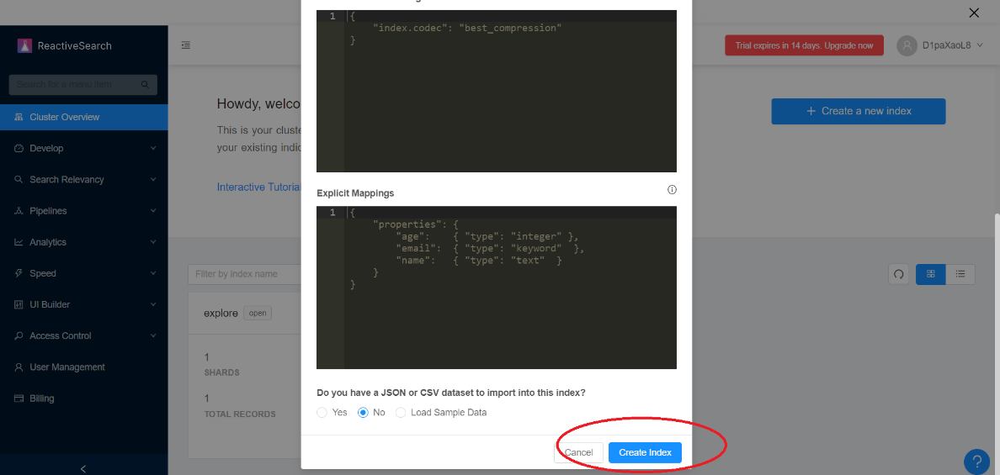 ReactiveSearch
Trial expires in 14 days. Upgrade now
D1paXaoL8
Search for a menu item
Cluster Overview
Develop
Search Relevancy
Pipelines
Analytics
Speed
UI Builder
Access Control
User Management
Billing
Howdy, welco
This is your cluste
your existing indic
Interactive Tutorial
+ Create a new index
Filter by index name
explore open
1
SHARDS
1
TOTAL RECORDS
1 {
"index.codec": "best_compression"
}
Explicit Mappings
1 {
"properties": {
"age": { "type": "integer" },
"email": { "type": "keyword" },
"name": { "type": "text" }
}
}
Do you have a JSON or CSV dataset to import into this index?
Yes No Load Sample Data
Cancel Create Index
?